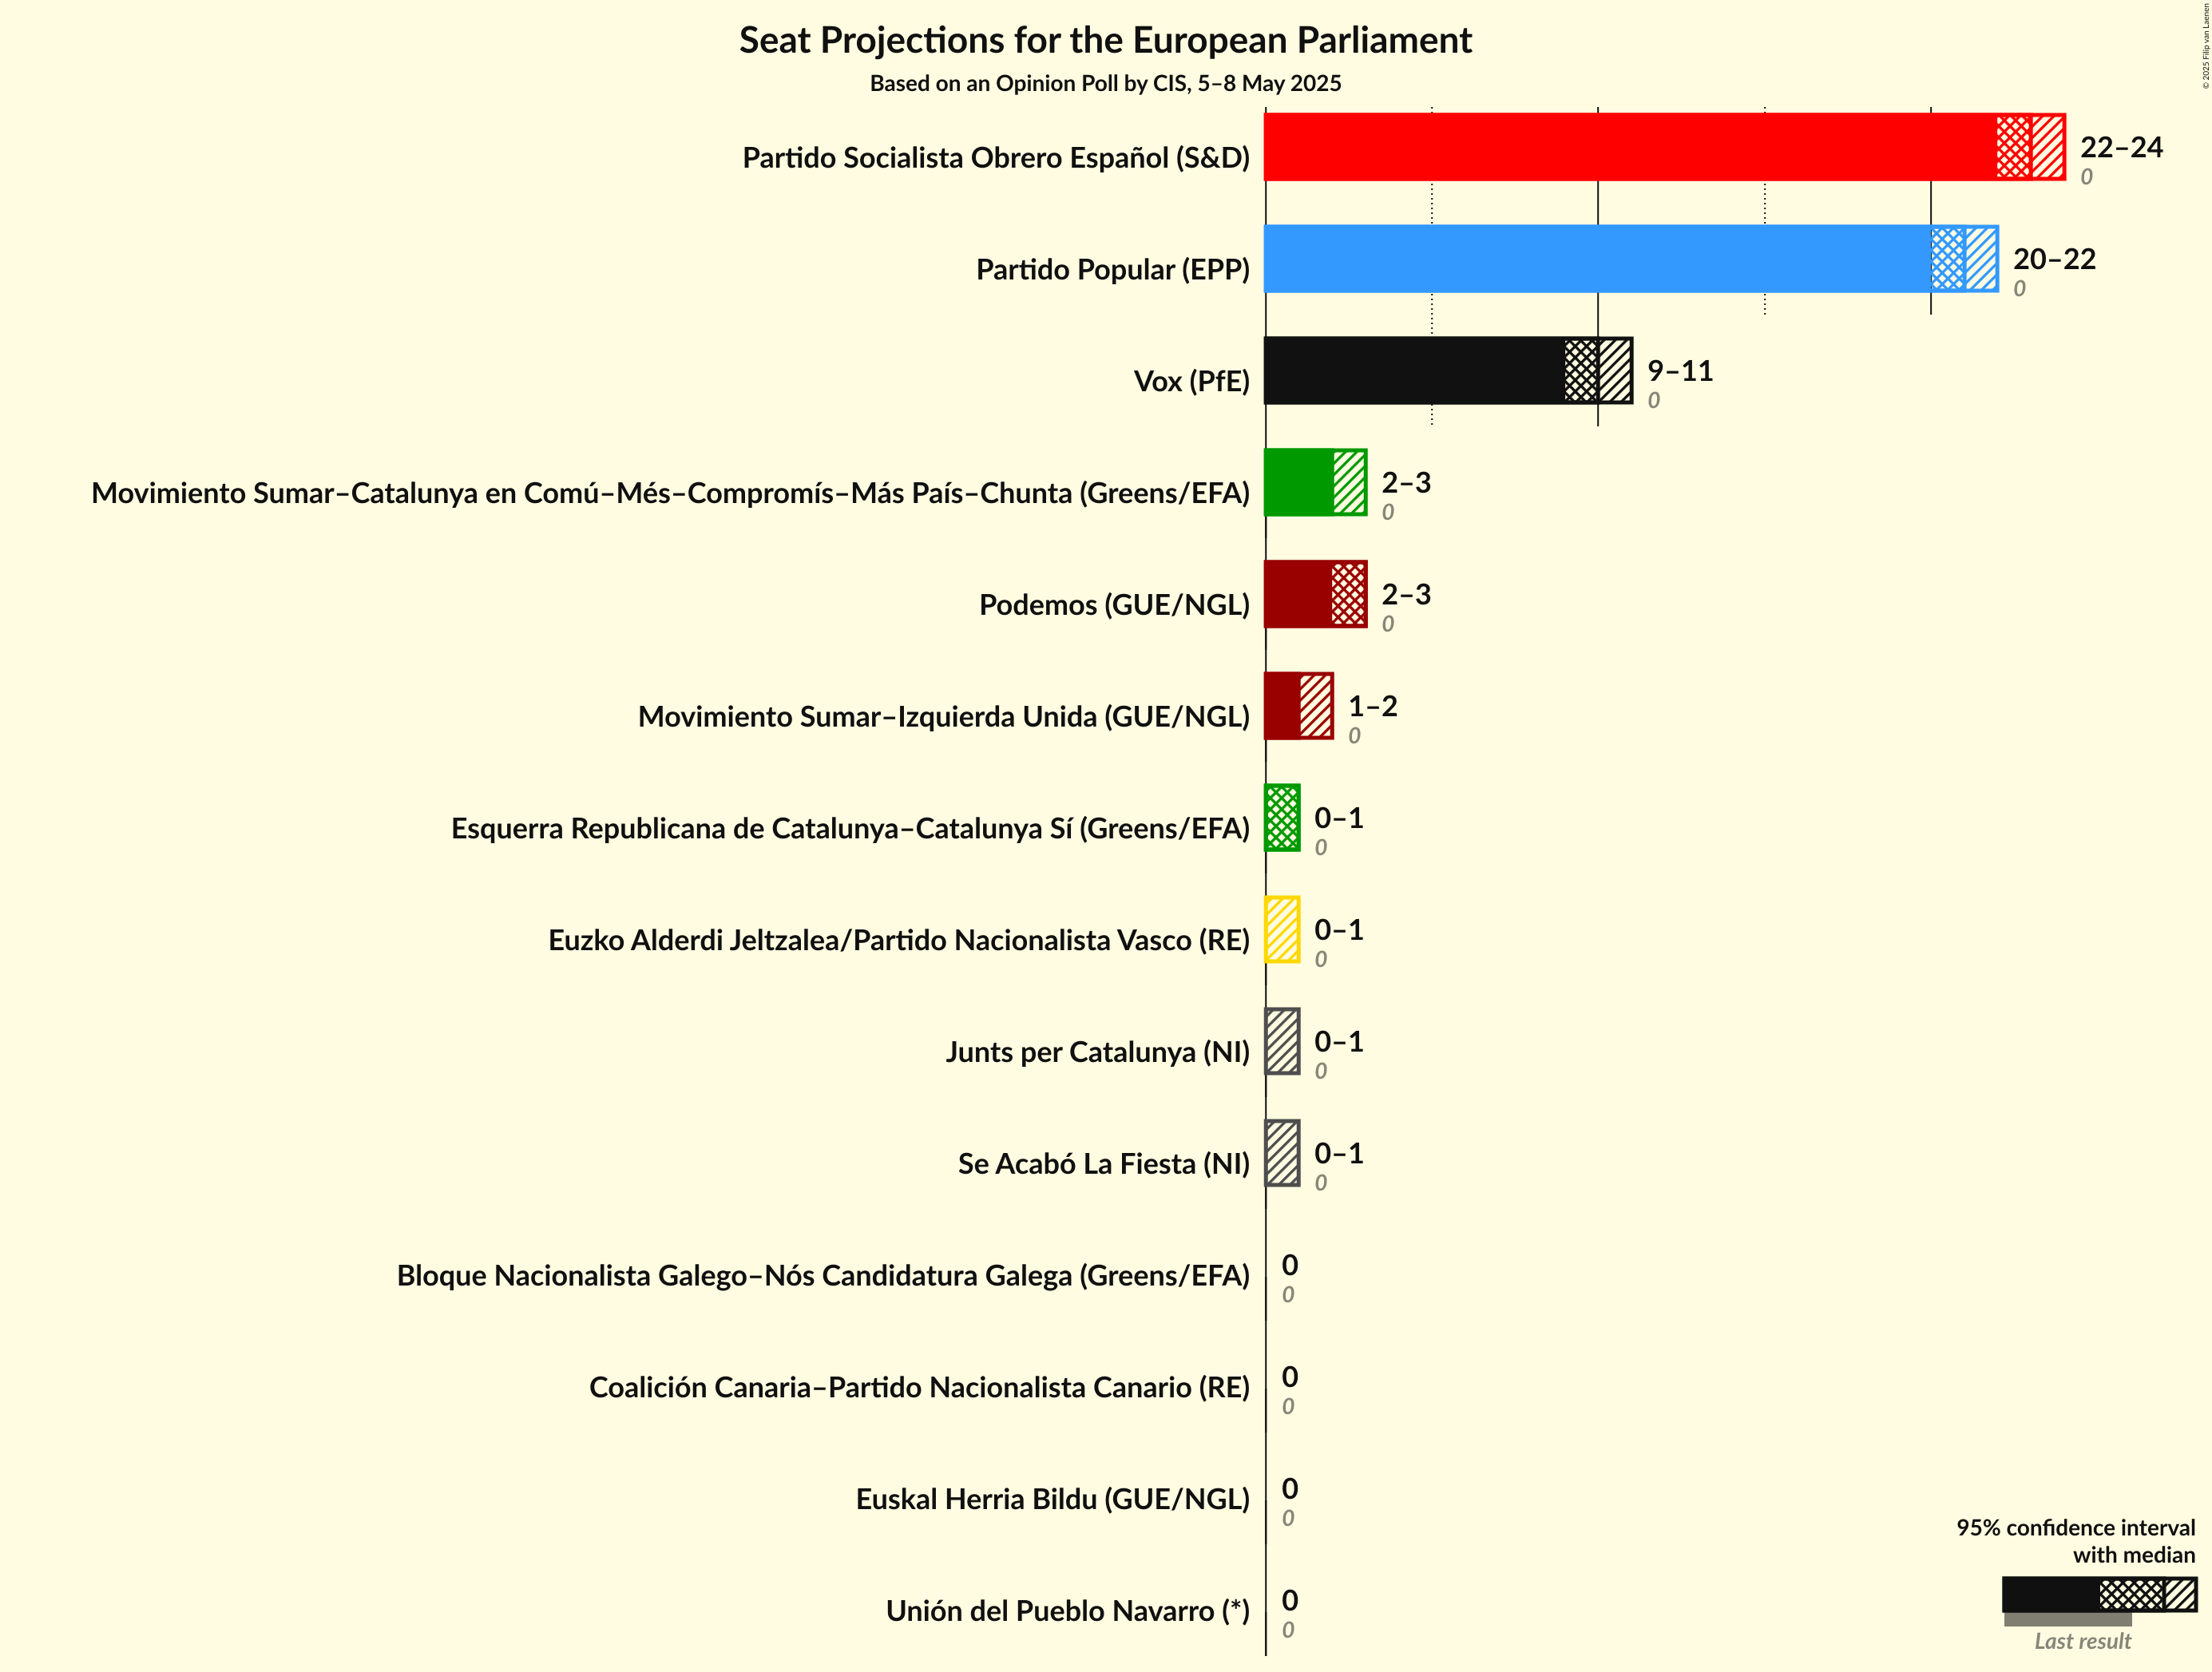 Seat Projections for the European Parliament
Based on an Opinion Poll by CIS, 5–8 May 2025
© 2025 Filip van Laenen
Partido Socialista Obrero Español (S&D)
22–24
0
Partido Popular (EPP)
20–22
0
Vox (PfE)
9–11
0
Movimiento Sumar–Catalunya en Comú–Més–Compromís–Más País–Chunta (Greens/EFA)
2–3
0
Podemos (GUE/NGL)
2–3
0
Movimiento Sumar–Izquierda Unida (GUE/NGL)
1–2
0
Esquerra Republicana de Catalunya–Catalunya Sí (Greens/EFA)
0–1
0
Euzko Alderdi Jeltzalea/Partido Nacionalista Vasco (RE)
0–1
0
Junts per Catalunya (NI)
0–1
0
Se Acabó La Fiesta (NI)
0–1
0
Bloque Nacionalista Galego–Nós Candidatura Galega (Greens/EFA)
0
0
Coalición Canaria–Partido Nacionalista Canario (RE)
0
0
Euskal Herria Bildu (GUE/NGL)
0
0
Unión del Pueblo Navarro (*)
0
0
95% confidence interval
with median
Last result